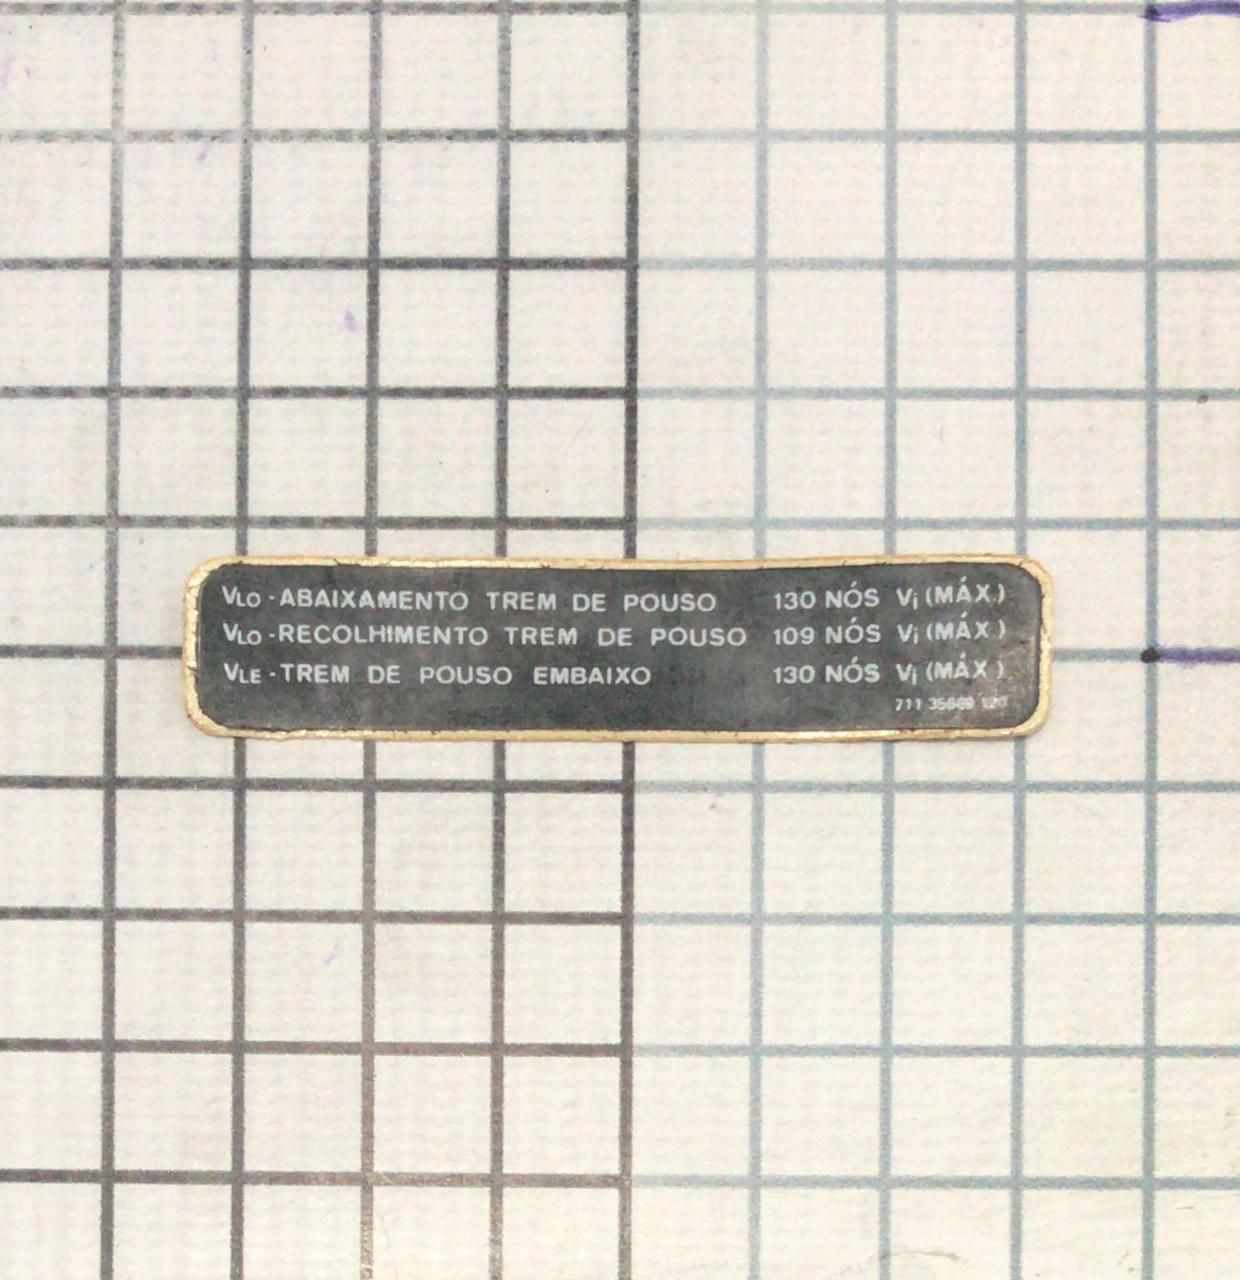 VLO - ABAIXAMENTO TREM DE POUSO 130 NÓS Vi (MÁX.)
VLO - RECOLHIMENTO TREM DE POUSO 109 NÓS Vi (MÁX )
VLE - TREM DE POUSO EMBAIXO 130 NÓS Vi (MÁX )
711